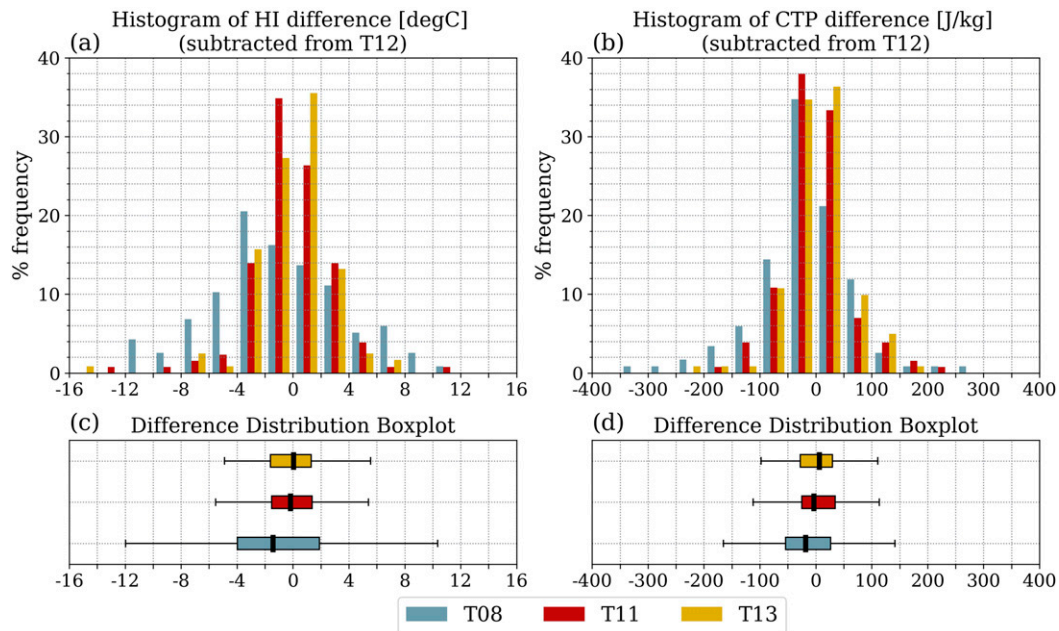 Histogram of HI difference [degC]
(subtracted from T12)
(a)
% frequency
40
30
20
10
0
-16 -12 -8 -4 0 4 8 12 16
Histogram of CTP difference [J/kg]
(subtracted from T12)
(b)
% frequency
40
30
20
10
0
-400 -300 -200 -100 0 100 200 300 400
(c) Difference Distribution Boxplot
-16 -12 -8 -4 0 4 8 12 16
(d) Difference Distribution Boxplot
-400 -300 -200 -100 0 100 200 300 400
T08 T11 T13